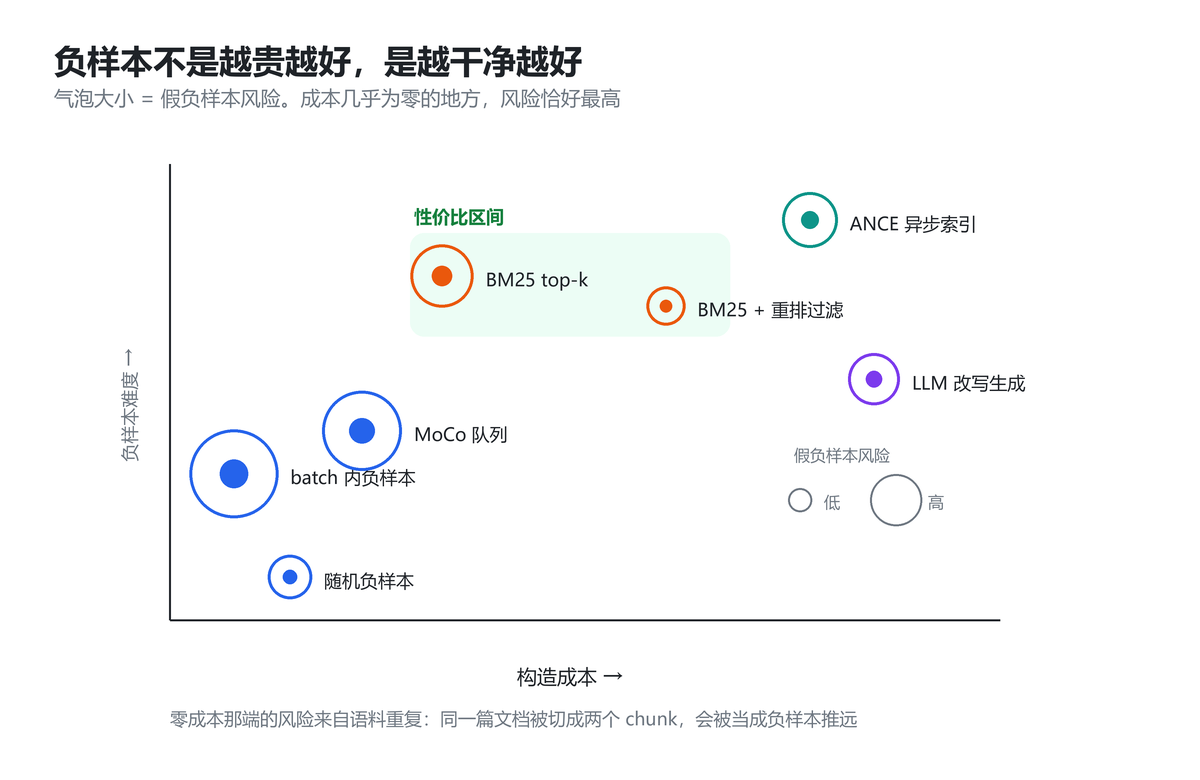 负样本不是越贵越好，是越干净越好
气泡大小 = 假负样本风险。成本几乎为零的地方，风险恰好最高
性价比区间
ANCE 异步索引
BM25 top-k
BM25 + 重排过滤
LLM 改写生成
负样本难度 →
MoCo 队列
batch 内负样本
假负样本风险
低
高
随机负样本
构造成本 →
零成本那端的风险来自语料重复：同一篇文档被切成两个 chunk，会被当成负样本推远